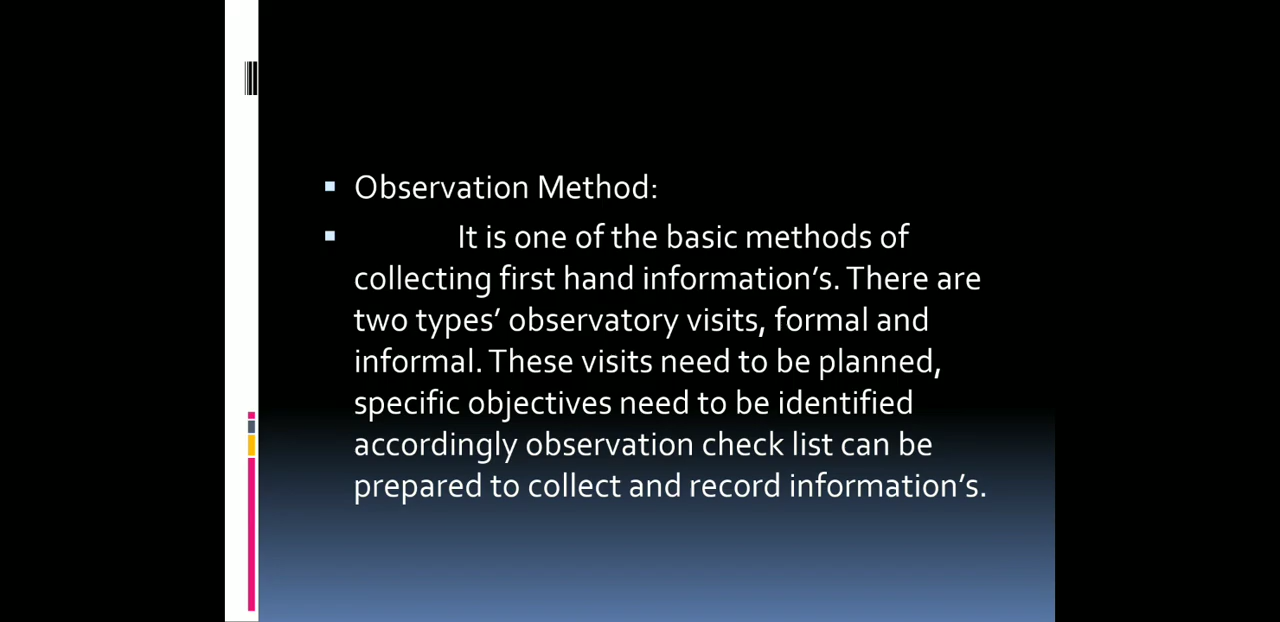 Observation Method:
It is one of the basic methods of
collecting first hand information’s. There are
two types’ observatory visits, formal and
informal. These visits need to be planned,
specific objectives need to be identified
accordingly observation check list can be
prepared to collect and record information’s.